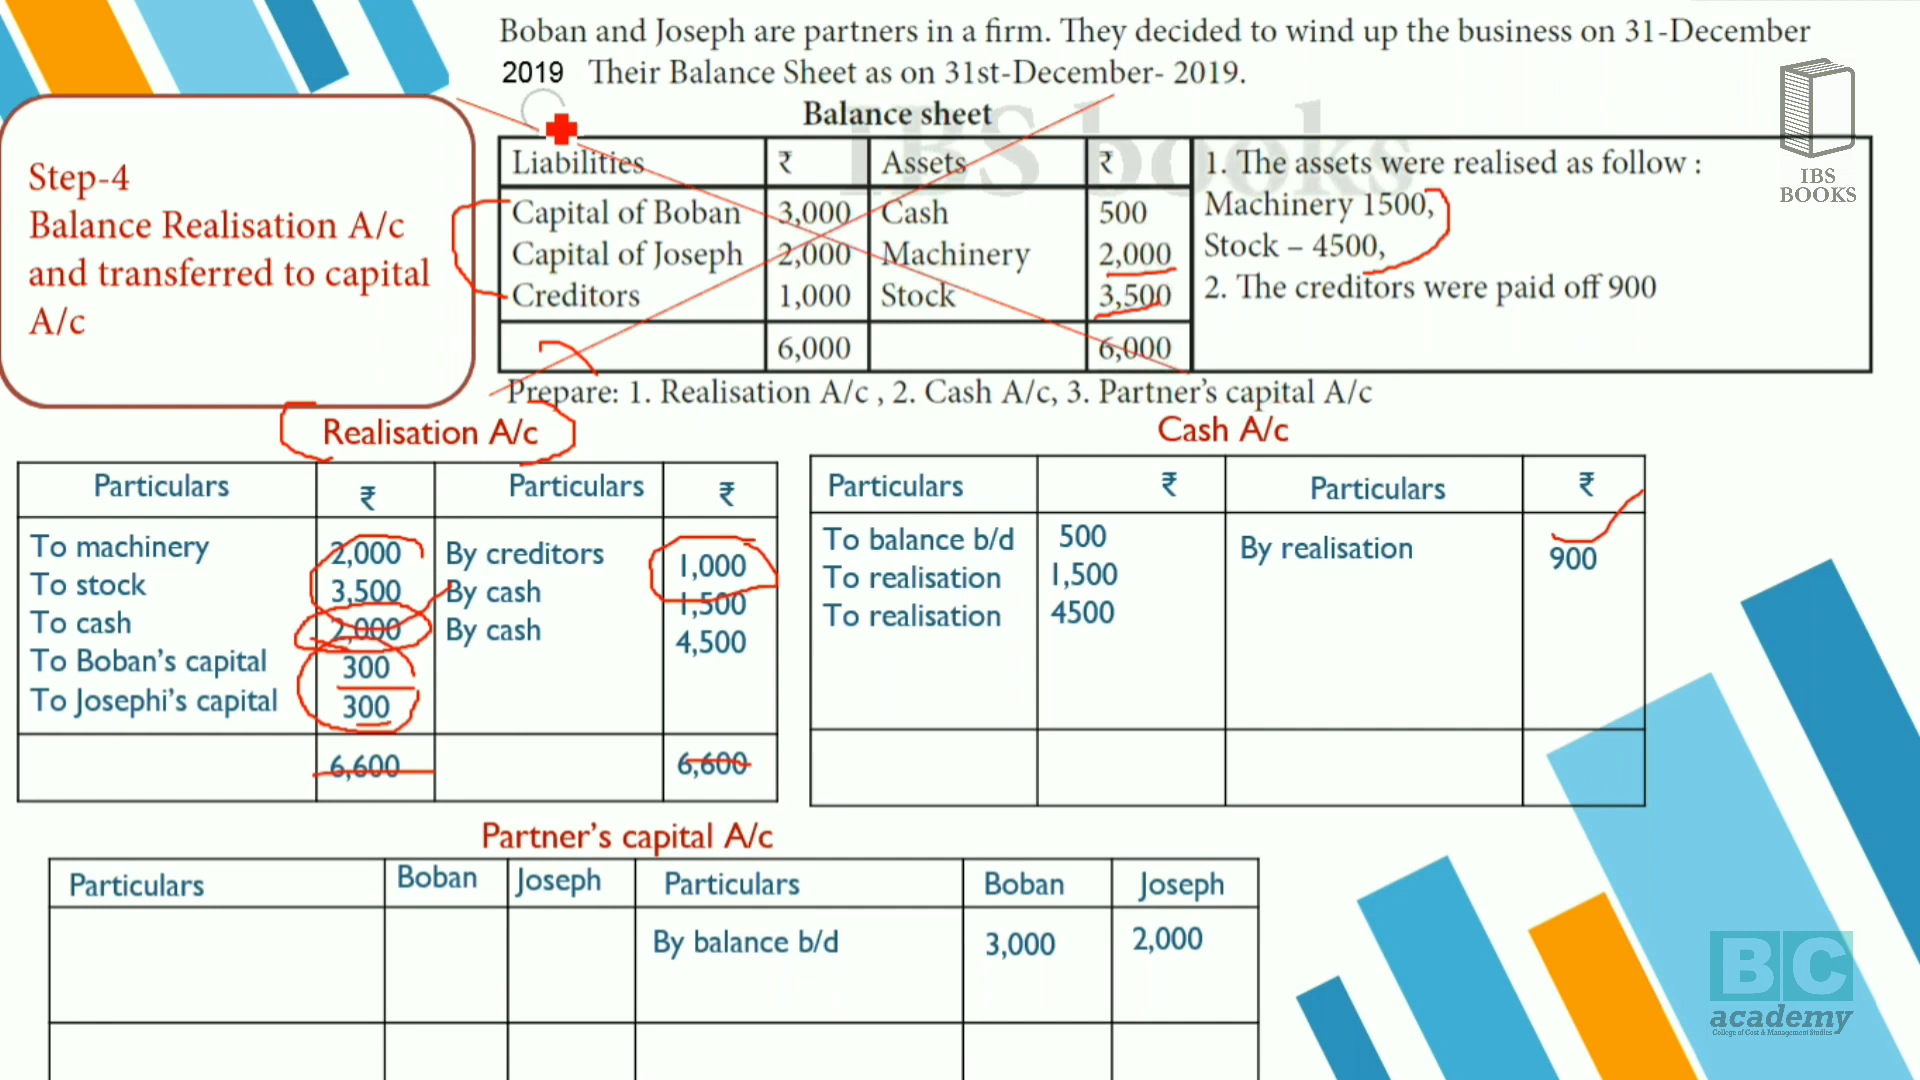 Boban and Joseph are partners in a firm. They decided to wind up the business on 31-December
2019 Their Balance Sheet as on 31st-December- 2019.
IBS books
Balance sheet
Step-4
Balance Realisation A/c
and transferred to capital
A/c
Liabilities ₹ Assets ₹
Capital of Boban 3,000 Cash 500
Capital of Joseph 2,000 Machinery 2,000
Creditors 1,000 Stock 3,500
6,000 6,000
1. The assets were realised as follow :
Machinery 1500,
Stock – 4500,
2. The creditors were paid off 900
IBS
BOOKS
Prepare: 1. Realisation A/c , 2. Cash A/c, 3. Partner's capital A/c
Realisation A/c
Particulars ₹ Particulars ₹
To machinery 2,000 By creditors 1,000
To stock 3,500 By cash 1,500
To cash 2,000 By cash 4,500
To Boban's capital 300
To Josephi's capital 300
6,600 6,600
Cash A/c
Particulars ₹ Particulars ₹
To balance b/d 500 By realisation 900
To realisation 1,500
To realisation 4500
Partner's capital A/c
Particulars Boban Joseph Particulars Boban Joseph
By balance b/d 3,000 2,000
BC
academy
College of Cost & Management Studies